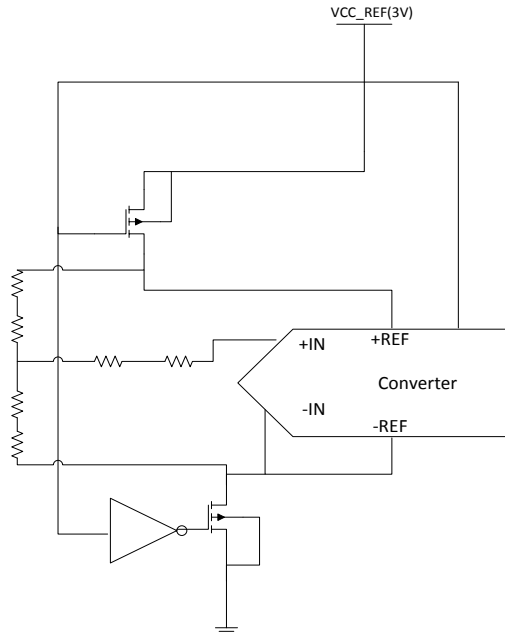 VCC_REF(3V)
+IN
+REF
Converter
-IN
-REF